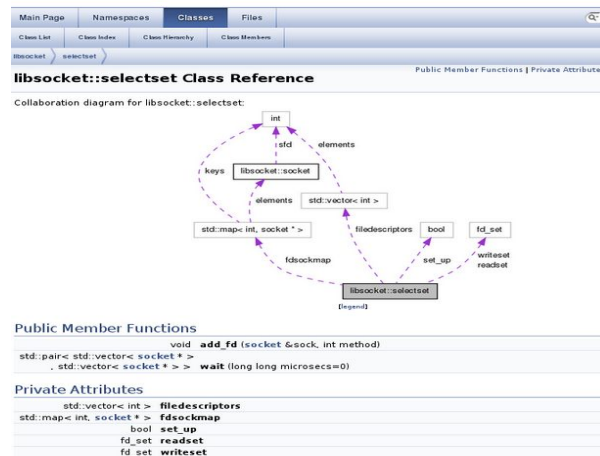 Main Page Namespaces Classes Files
Class List Class Index Class Hierarchy Class Members
libsocket selectset
Public Member Functions | Private Attribute
libsocket::selectset Class Reference
Collaboration diagram for libsocket::selectset:
int
sfd elements
keys libsocket::socket
elements std::vector< int >
std::map< int, socket * > filedescriptors bool fd_set
fdsockmap set_up writeset
readset
libsocket::selectset
[legend]
Public Member Functions
void add_fd (socket &sock, int method)
std::pair< std::vector< socket * >
, std::vector< socket * > > wait (long long microsecs=0)
Private Attributes
std::vector< int > filedescriptors
std::map< int, socket * > fdsockmap
bool set_up
fd_set readset
fd_set writeset